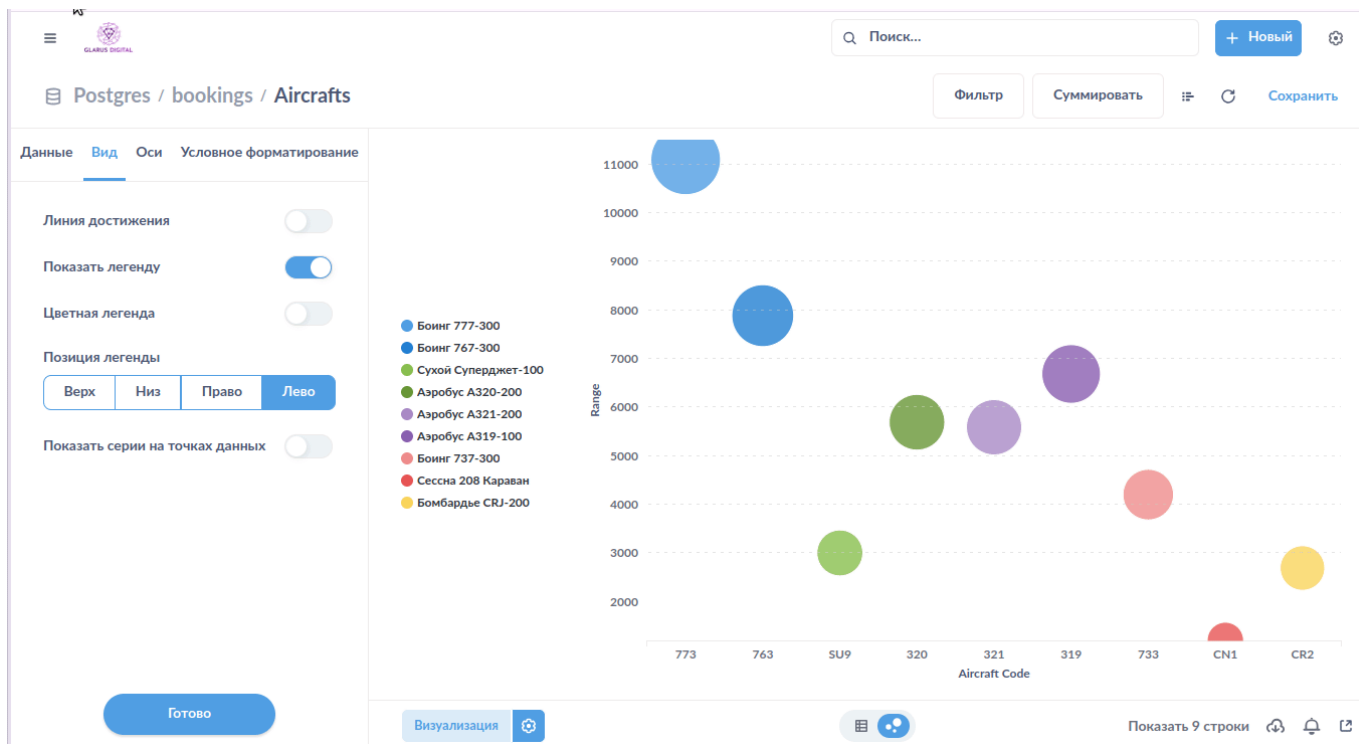 GLARUS DIGITAL
Поиск...
+ Новый
Postgres / bookings / Aircrafts
Фильтр
Суммировать
Сохранить
Данные Вид Оси Условное форматирование
Линия достижения
Показать легенду
Цветная легенда
Позиция легенды
Верх Низ Право Лево
Показать серии на точках данных
Готово
Боинг 777-300
Боинг 767-300
Сухой Суперджет-100
Аэробус A320-200
Аэробус A321-200
Аэробус A319-100
Боинг 737-300
Сессна 208 Караван
Бомбардье CRJ-200
Range
11000
10000
9000
8000
7000
6000
5000
4000
3000
2000
773 763 SU9 320 321 319 733 CN1 CR2
Aircraft Code
Визуализация
Показать 9 строки